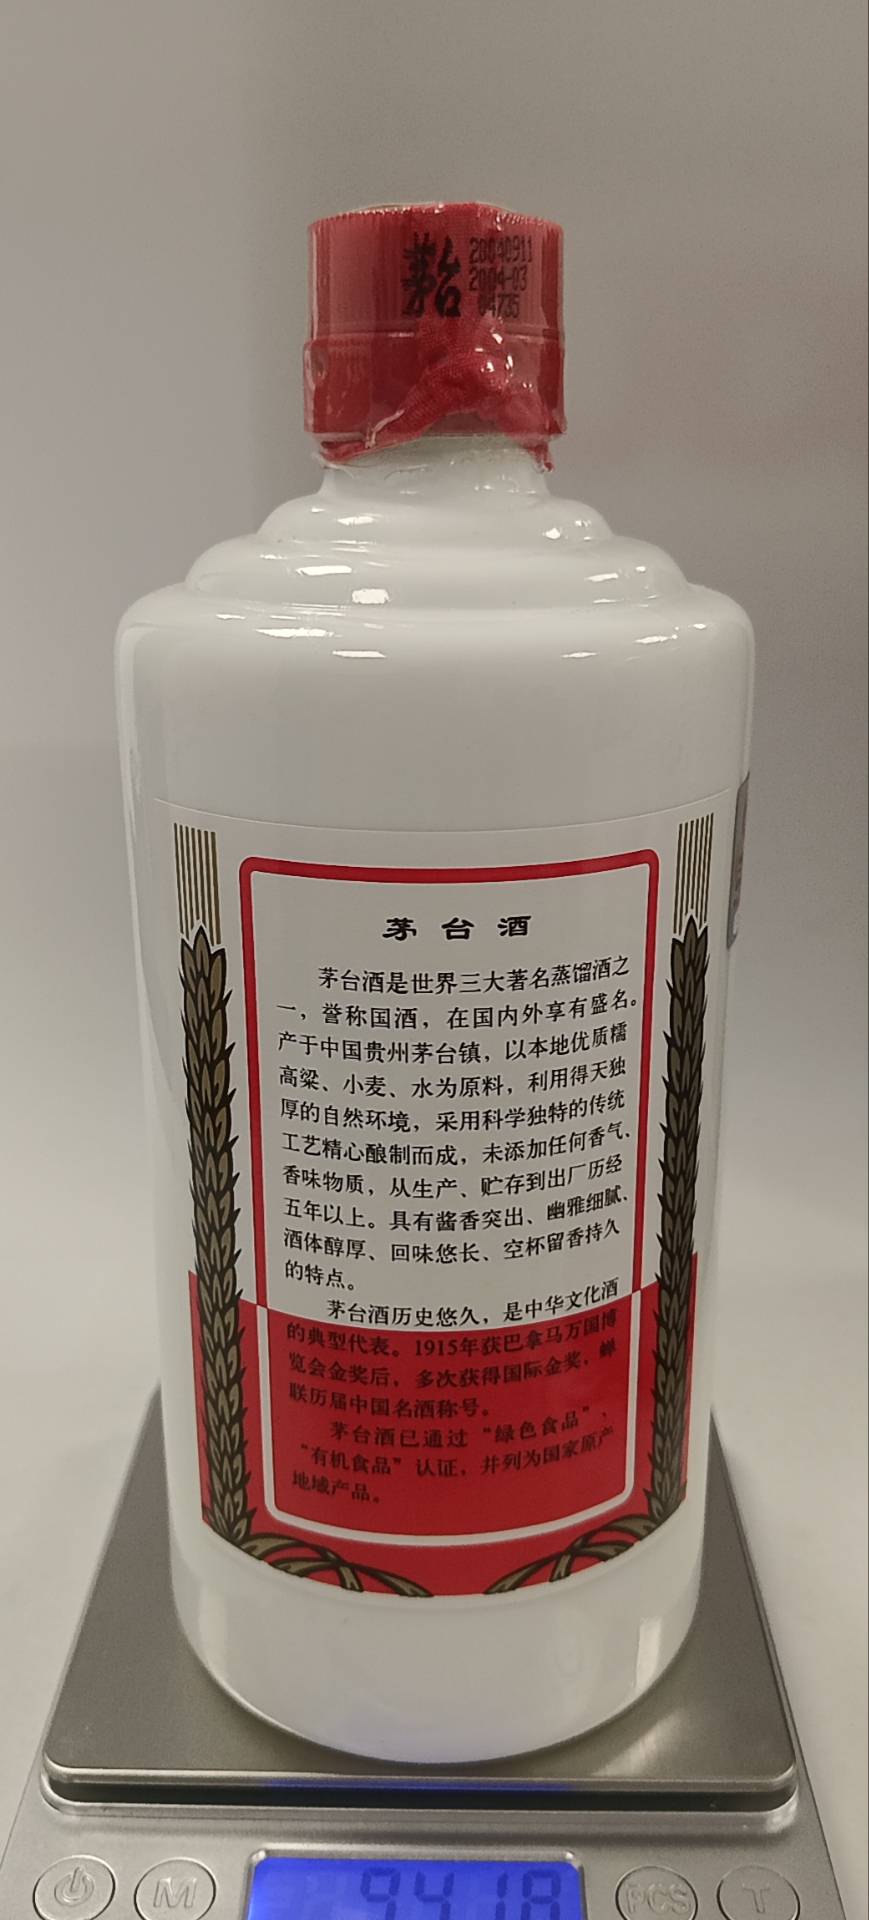 茅台
20040911
2004-03
04735
茅台酒
茅台酒是世界三大著名蒸馏酒之
一，誉称国酒，在国内外享有盛名。
产于中国贵州茅台镇，以本地优质糯
高粱、小麦、水为原料，利用得天独
厚的自然环境，采用科学独特的传统
工艺精心酿制而成，未添加任何香气、
香味物质，从生产、贮存到出厂历经
五年以上。具有酱香突出、幽雅细腻、
酒体醇厚、回味悠长、空杯留香持久
的特点。
茅台酒历史悠久，是中华文化酒
的典型代表。1915年获巴拿马万国博
览会金奖后，多次获得国际金奖，蝉
联历届中国名酒称号。
茅台酒已通过“绿色食品”、
“有机食品”认证，并列为国家原产
地域产品。
941.8
M
PCS
T